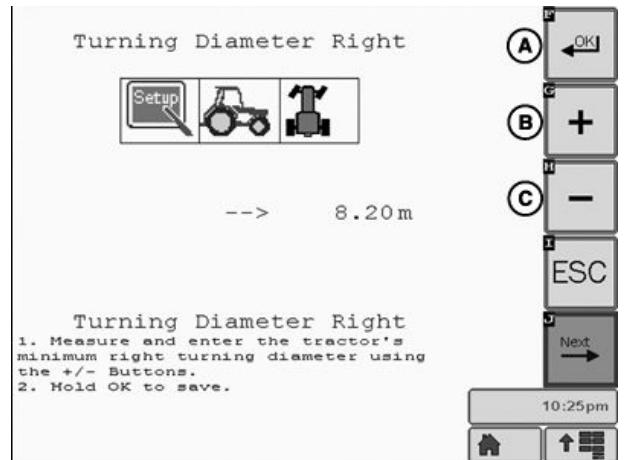 Turning Diameter Right
Setup
--> 8.20m
Turning Diameter Right
1. Measure and enter the tractor's
minimum right turning diameter using
the +/- Buttons.
2. Hold OK to save.
A
F
OK
B
G
+
C
H
-
I
ESC
J
Next
10:25pm